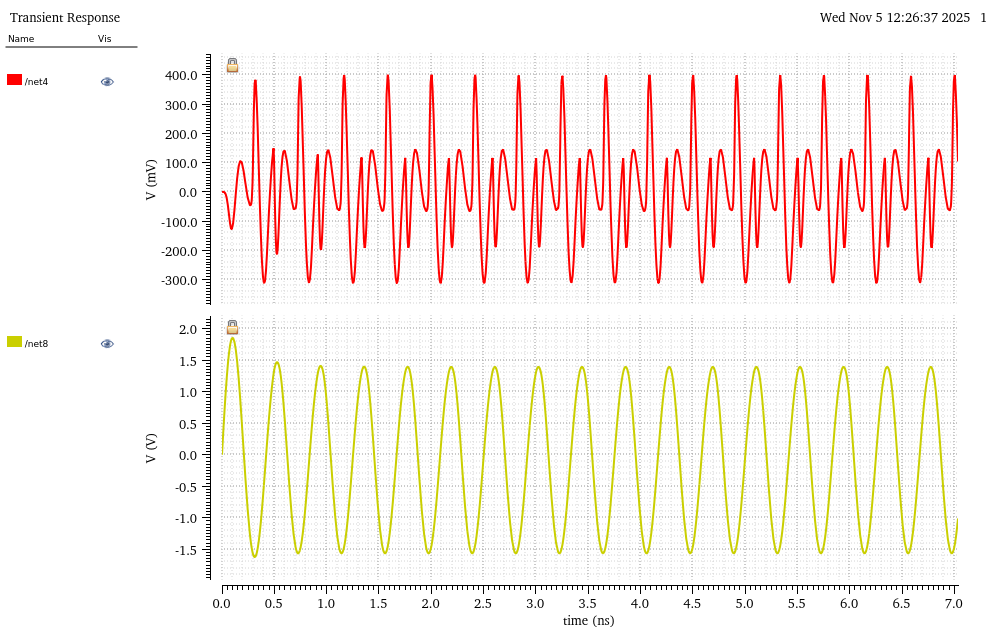 Transient Response
Wed Nov 5 12:26:37 2025 1
Name Vis
/net4
V (mV)
400.0
300.0
200.0
100.0
0.0
-100.0
-200.0
-300.0
/net8
V (V)
2.0
1.5
1.0
0.5
0.0
-0.5
-1.0
-1.5
0.0 0.5 1.0 1.5 2.0 2.5 3.0 3.5 4.0 4.5 5.0 5.5 6.0 6.5 7.0
time (ns)